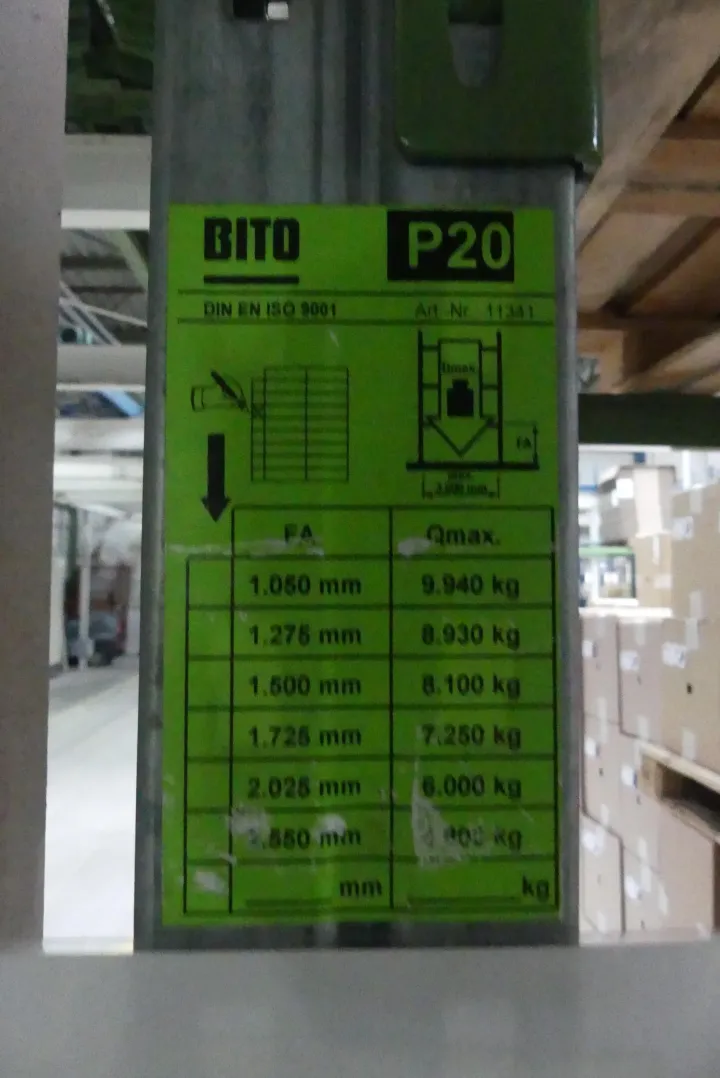 BITO P20
DIN EN ISO 9001 Art.-Nr. 11341
Qmax.
FA
max.
FA Qmax.
1.050 mm 9.940 kg
1.275 mm 8.930 kg
1.500 mm 8.100 kg
1.725 mm 7.250 kg
2.025 mm 6.000 kg
mm kg
mm kg